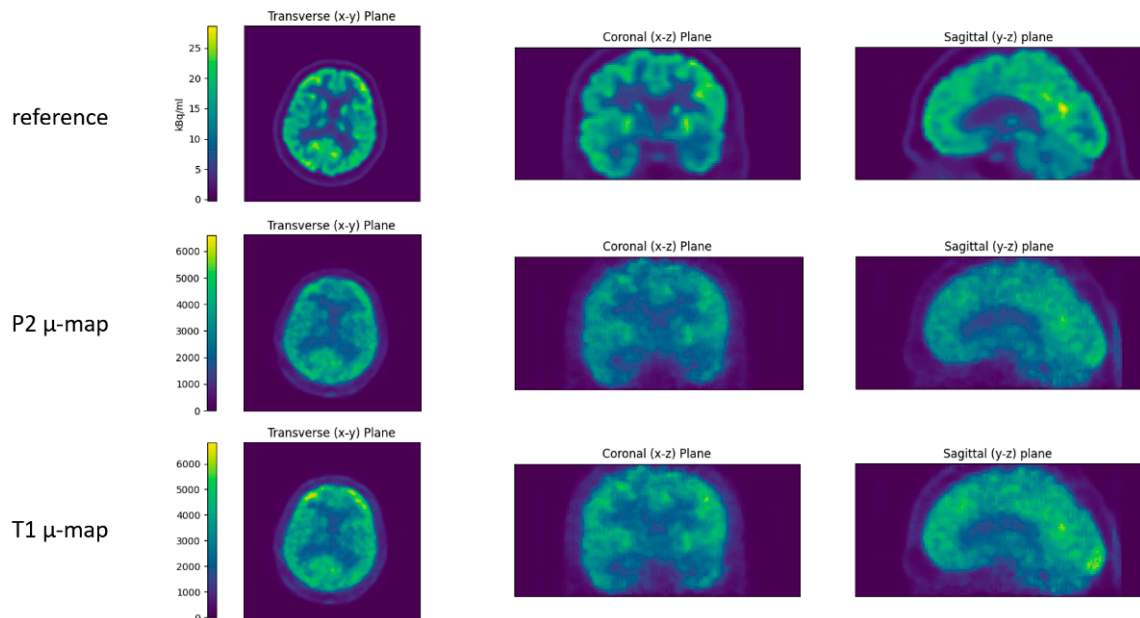 Transverse (x-y) Plane
Coronal (x-z) Plane
Sagittal (y-z) plane
reference
25
20
15
10
5
0
kBq/ml
Transverse (x-y) Plane
Coronal (x-z) Plane
Sagittal (y-z) plane
P2 μ-map
6000
5000
4000
3000
2000
1000
0
Transverse (x-y) Plane
Coronal (x-z) Plane
Sagittal (y-z) plane
T1 μ-map
6000
5000
4000
3000
2000
1000
0